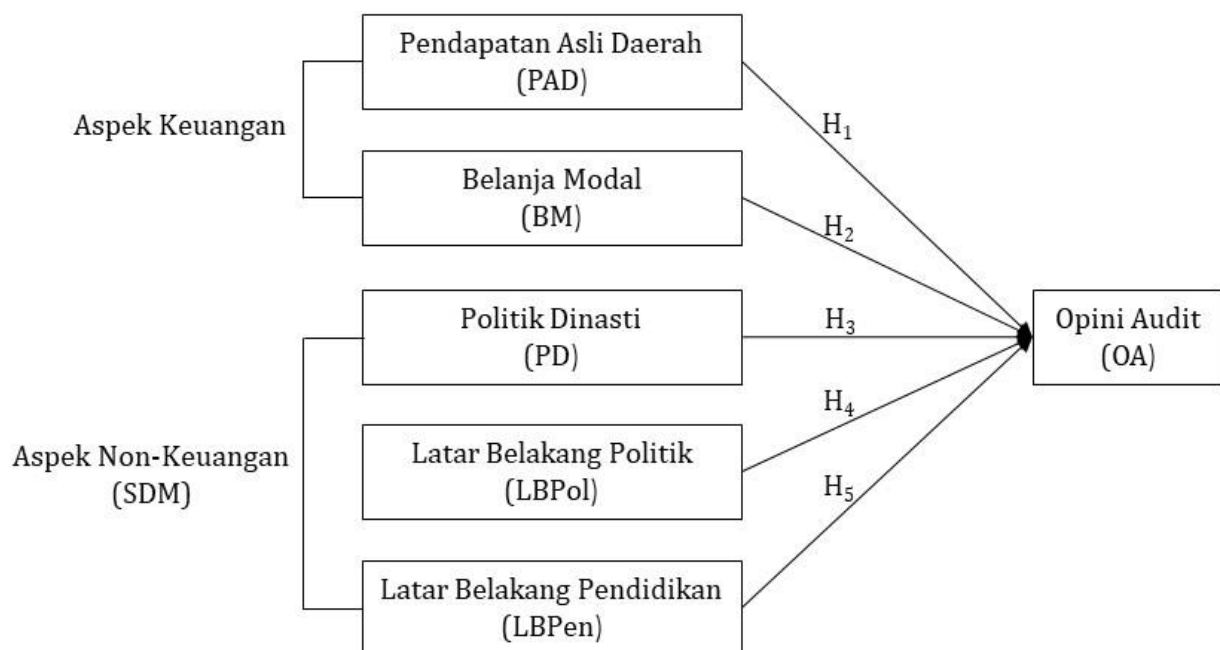 Pendapatan Asli Daerah
(PAD)
Aspek Keuangan
Belanja Modal
(BM)
Politik Dinasti
(PD)
Aspek Non-Keuangan
(SDM)
Latar Belakang Politik
(LBPol)
Latar Belakang Pendidikan
(LBPen)
H₁
H₂
H₃
H₄
H₅
Opini Audit
(OA)